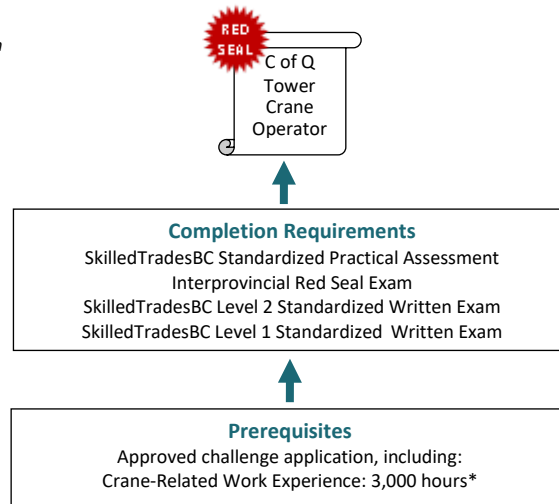 RED
SEAL
C of Q
Tower
Crane
Operator
Completion Requirements
SkilledTradesBC Standardized Practical Assessment
Interprovincial Red Seal Exam
SkilledTradesBC Level 2 Standardized Written Exam
SkilledTradesBC Level 1 Standardized Written Exam
Prerequisites
Approved challenge application, including:
Crane-Related Work Experience: 3,000 hours*